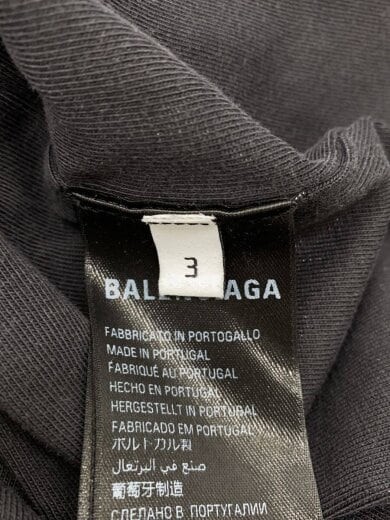 3
BALENCIAGA
FABBRICATO IN PORTOGALLO
MADE IN PORTUGAL
FABRIQUÉ AU PORTUGAL
HECHO EN PORTUGAL
HERGESTELLT IN PORTUGAL
FABRICADO EM PORTUGAL
ポルトガル製
صنع في البرتغال
葡萄牙制造
СДЕЛАНО В ПОРТУГАЛИИ